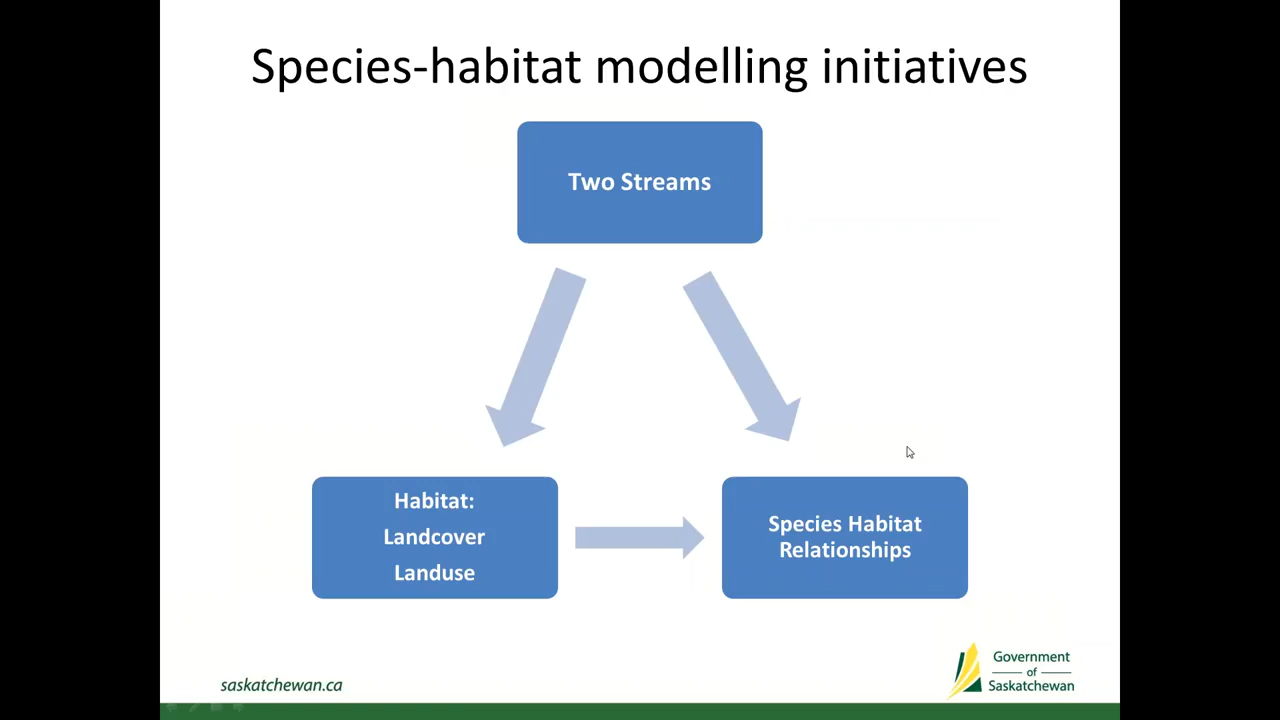 Species-habitat modelling initiatives
Two Streams
Habitat:
Landcover
Landuse
Species Habitat
Relationships
saskatchewan.ca
Government
of
Saskatchewan